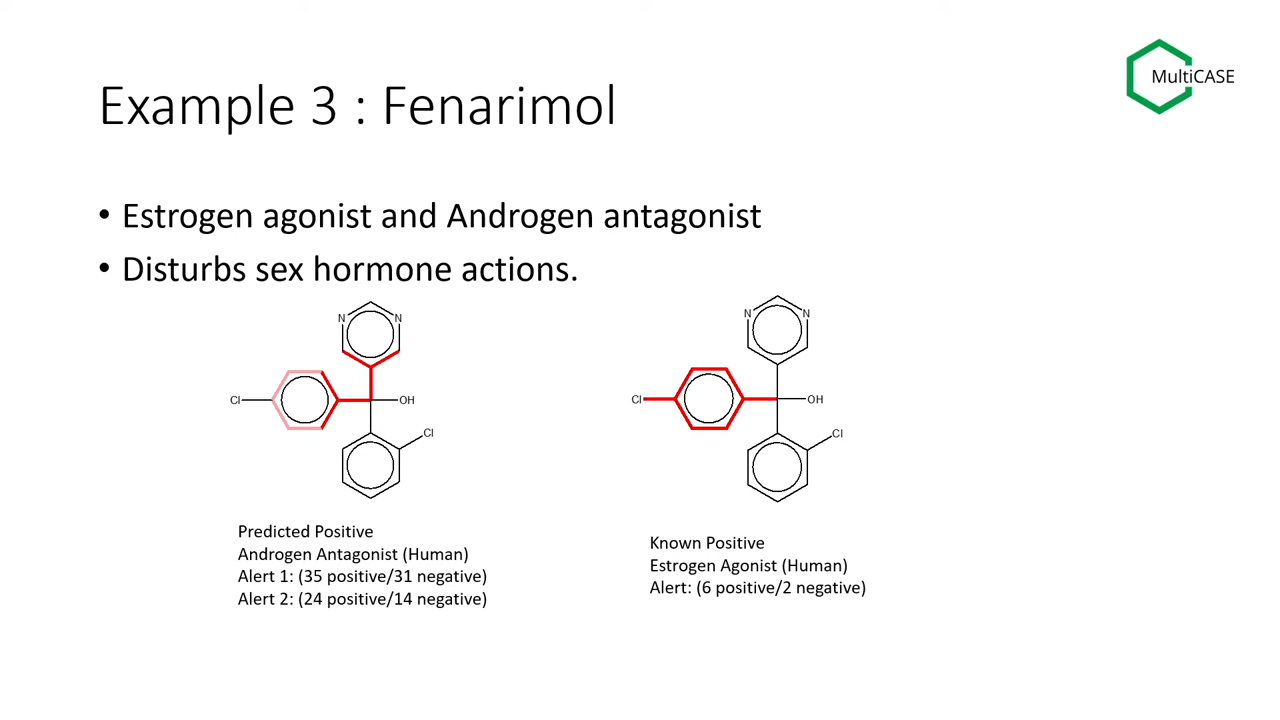 MultiCASE
Example 3 : Fenarimol
• Estrogen agonist and Androgen antagonist
• Disturbs sex hormone actions.
N N
Cl OH
Cl
N N
Cl OH
Cl
Predicted Positive
Androgen Antagonist (Human)
Alert 1: (35 positive/31 negative)
Alert 2: (24 positive/14 negative)
Known Positive
Estrogen Agonist (Human)
Alert: (6 positive/2 negative)